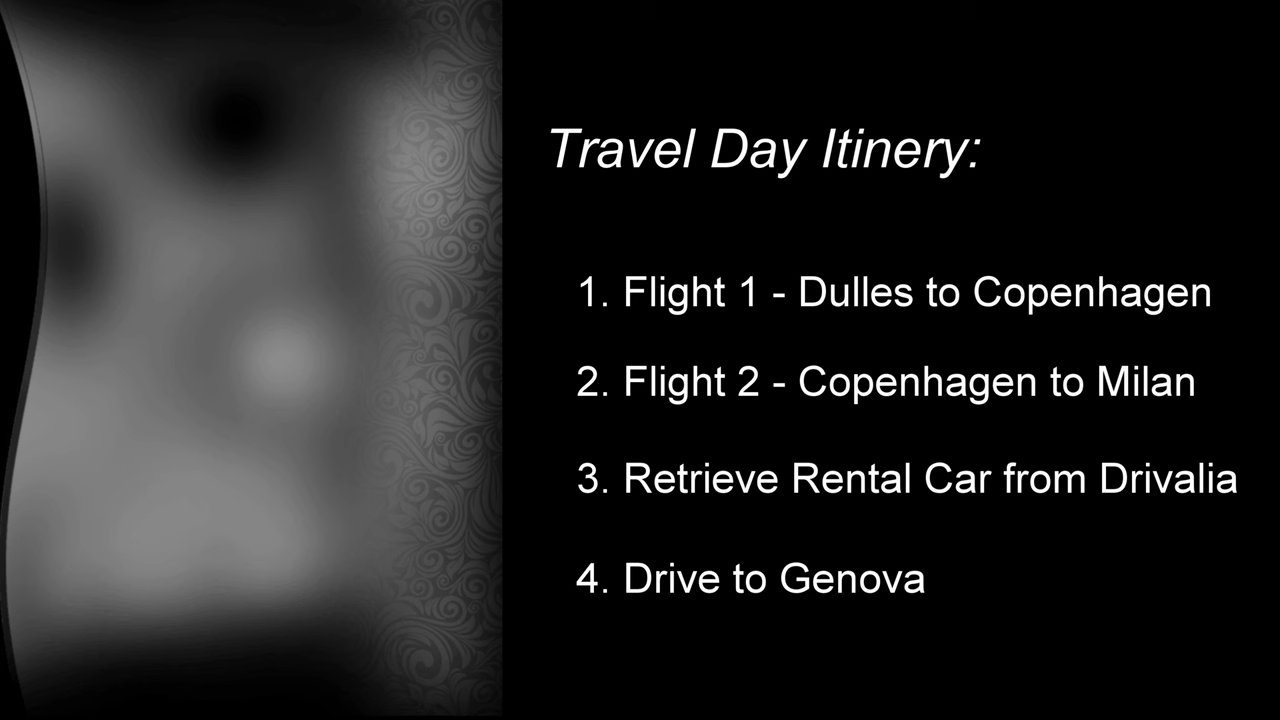 Travel Day Itinery:
1. Flight 1 - Dulles to Copenhagen
2. Flight 2 - Copenhagen to Milan
3. Retrieve Rental Car from Drivalia
4. Drive to Genova